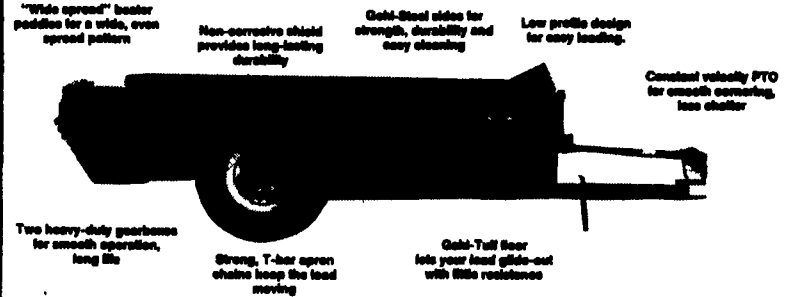 "Wide spread" beater
paddles for a wide, even
spread pattern
Non-corrosive shield
provides long-lasting
durability
Gehl-Steel sides for
strength, durability and
easy cleaning
Low profile design
for easy loading.
Constant velocity PTO
for smooth cornering,
less chatter
Two heavy-duty gearboxes
for smooth operation,
long life
Strong, T-bar apron
chains keep the load
moving
Gehl-Tuff floor
lets your load glide-out
with little resistance